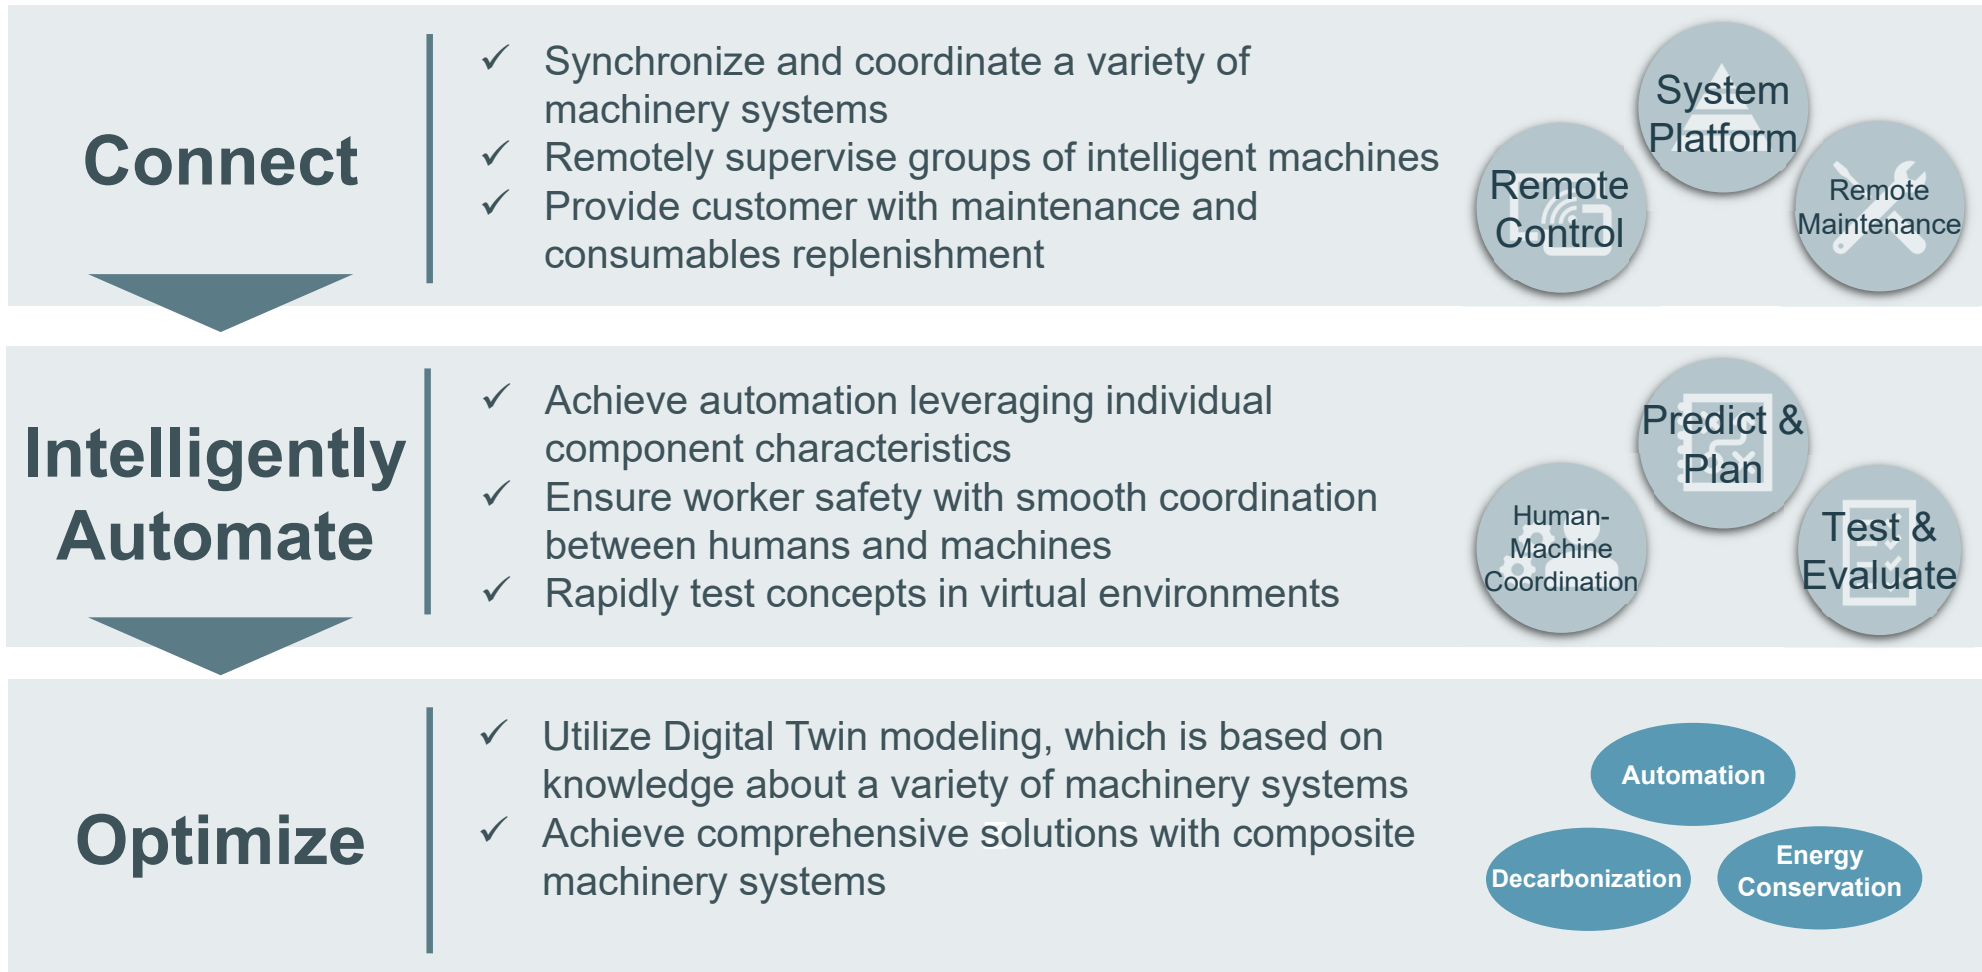 Connect
✓ Synchronize and coordinate a variety of
machinery systems
✓ Remotely supervise groups of intelligent machines
✓ Provide customer with maintenance and
consumables replenishment
System
Platform
Remote
Control
Remote
Maintenance
Intelligently
Automate
✓ Achieve automation leveraging individual
component characteristics
✓ Ensure worker safety with smooth coordination
between humans and machines
✓ Rapidly test concepts in virtual environments
Predict &
Plan
Human-
Machine
Coordination
Test &
Evaluate
Optimize
✓ Utilize Digital Twin modeling, which is based on
knowledge about a variety of machinery systems
✓ Achieve comprehensive solutions with composite
machinery systems
Automation
Decarbonization
Energy
Conservation